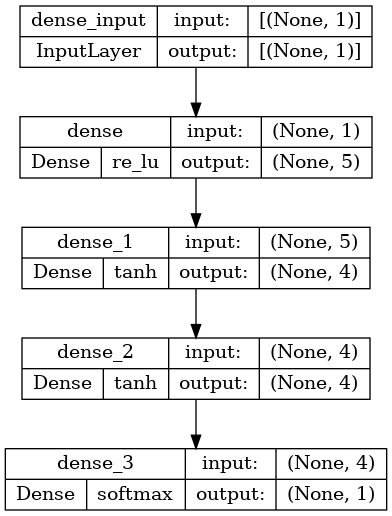 dense_input input: [(None, 1)]
InputLayer output: [(None, 1)]
dense input: (None, 1)
Dense re_lu output: (None, 5)
dense_1 input: (None, 5)
Dense tanh output: (None, 4)
dense_2 input: (None, 4)
Dense tanh output: (None, 4)
dense_3 input: (None, 4)
Dense softmax output: (None, 1)